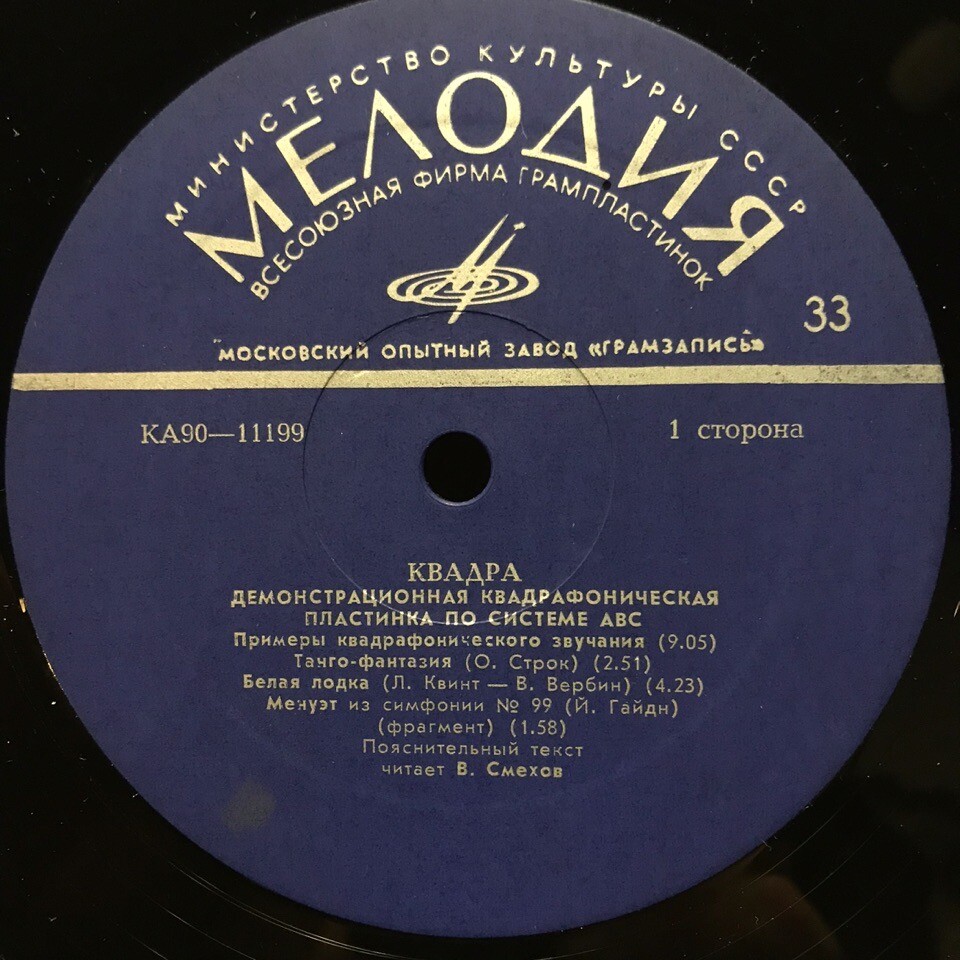 МИНИСТЕРСТВО КУЛЬТУРЫ СССР
МЕЛОДИЯ
ВСЕСОЮЗНАЯ ФИРМА ГРАМПЛАСТИНОК
33
МОСКОВСКИЙ ОПЫТНЫЙ ЗАВОД «ГРАМЗАПИСЬ»
КА90—11199
1 сторона
КВАДРА
ДЕМОНСТРАЦИОННАЯ КВАДРАФОНИЧЕСКАЯ
ПЛАСТИНКА ПО СИСТЕМЕ АВС
Примеры квадрафонического звучания (9.05)
Танго-фантазия (О. Строк) (2.51)
Белая лодка (Л. Квинт — В. Вербин) (4.23)
Менуэт из симфонии № 99 (Й. Гайдн)
(фрагмент) (1.58)
Пояснительный текст
читает В. Смехов